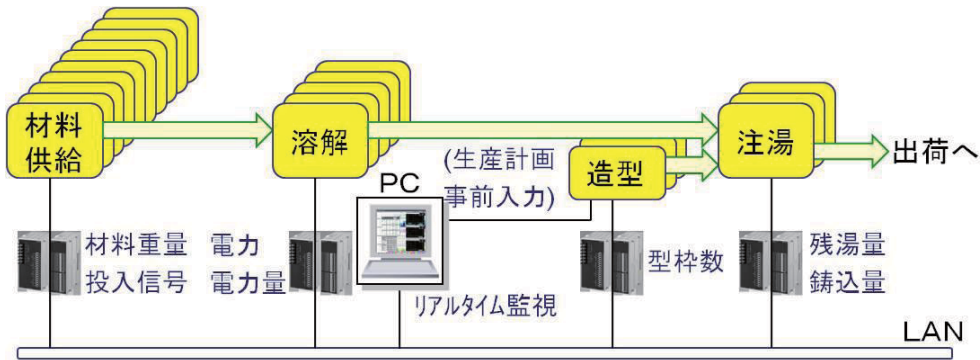 材料
供給
溶解
造型
注湯
出荷へ
(生産計画
事前入力)
PC
材料重量
投入信号
電力
電力量
リアルタイム監視
型枠数
残湯量
鋳込量
LAN